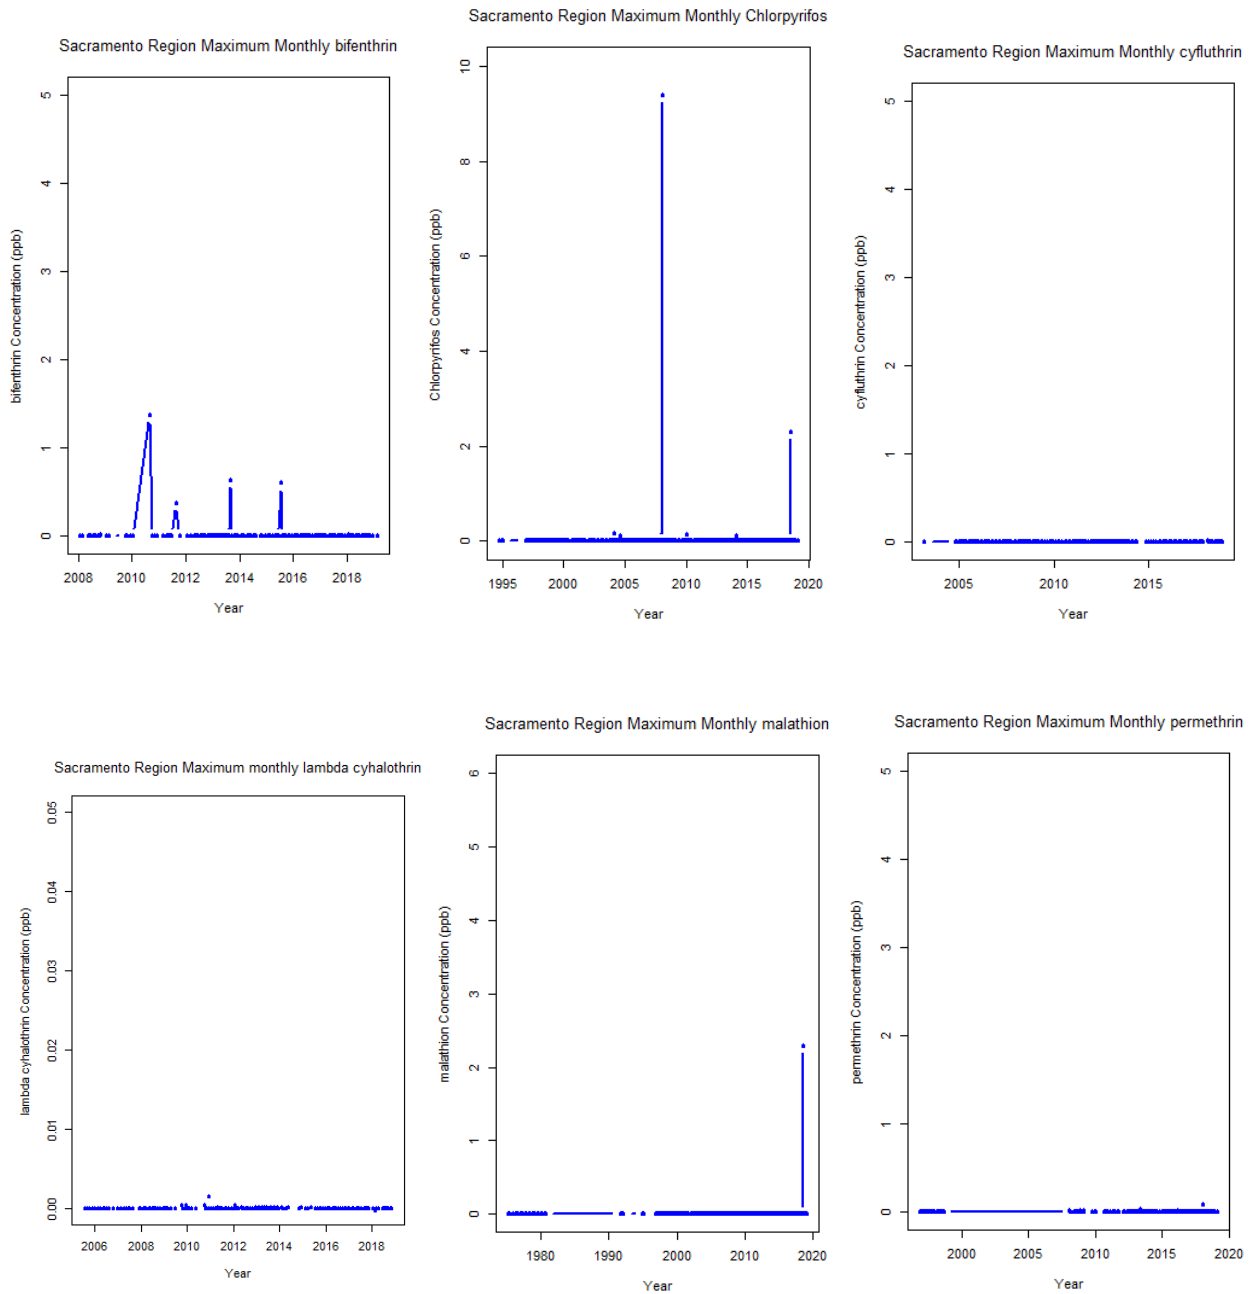 Sacramento Region Maximum Monthly bifenthrin
5
4
3
2
1
0
bifenthrin Concentration (ppb)
2008 2010 2012 2014 2016 2018
Year
Sacramento Region Maximum Monthly Chlorpyrifos
10
8
6
4
2
0
Chlorpyrifos Concentration (ppb)
1995 2000 2005 2010 2015 2020
Year
Sacramento Region Maximum Monthly cyfluthrin
5
4
3
2
1
0
cyfluthrin Concentration (ppb)
2005 2010 2015
Year
Sacramento Region Maximum monthly lambda cyhalothrin
0.05
0.04
0.03
0.02
0.01
0.00
lambda cyhalothrin Concentration (ppb)
2006 2008 2010 2012 2014 2016 2018
Year
Sacramento Region Maximum Monthly malathion
6
5
4
3
2
1
0
malathion Concentration (ppb)
1980 1990 2000 2010 2020
Year
Sacramento Region Maximum Monthly permethrin
5
4
3
2
1
0
permethrin Concentration (ppb)
2000 2005 2010 2015 2020
Year